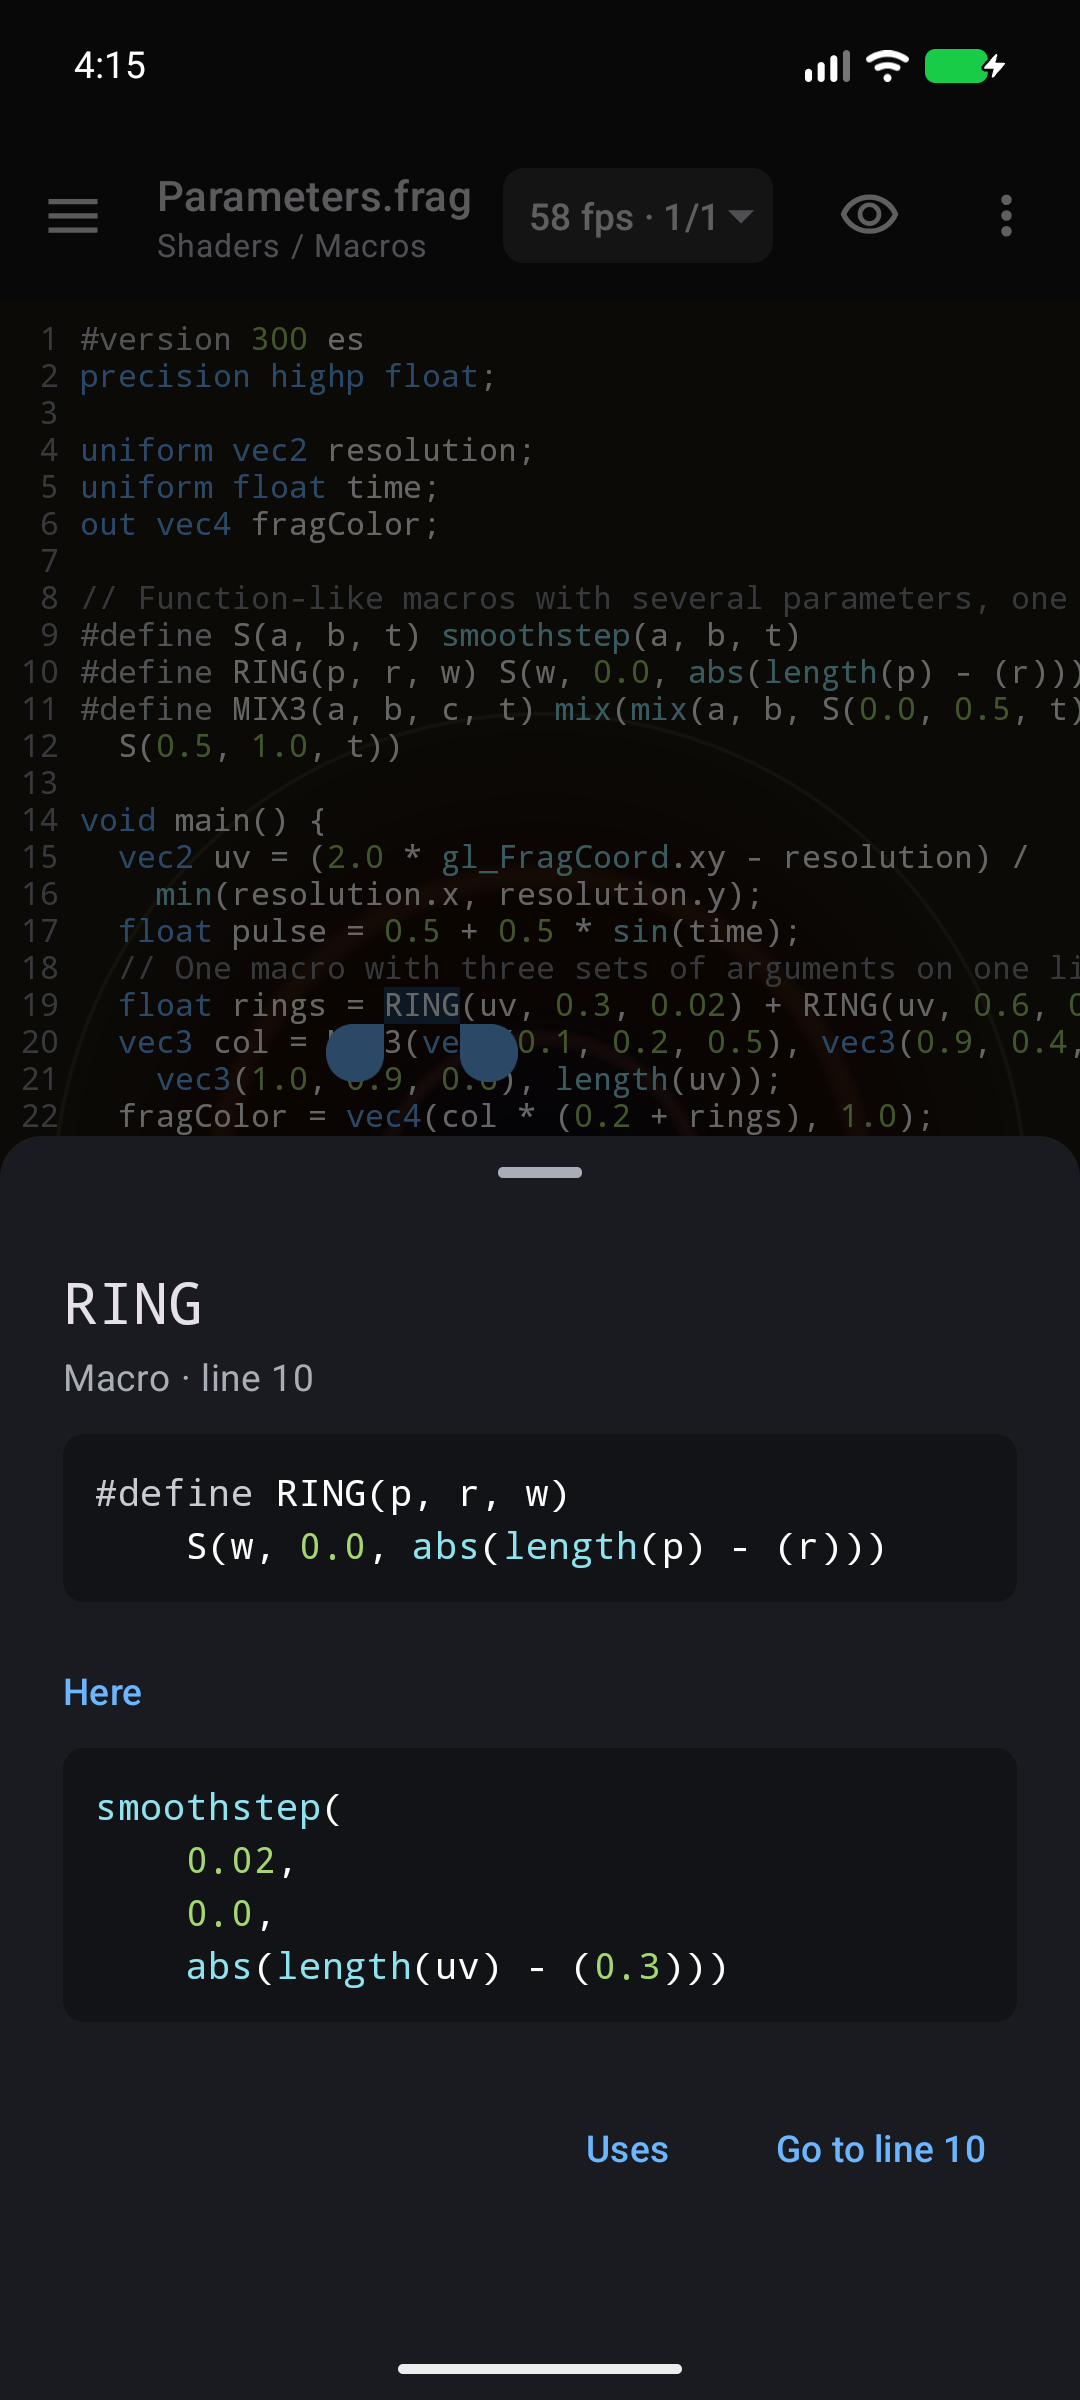 4:15
Parameters.frag
Shaders / Macros
58 fps · 1/1
1 #version 300 es
2 precision highp float;
3
4 uniform vec2 resolution;
5 uniform float time;
6 out vec4 fragColor;
7
8 // Function-like macros with several parameters, one
9 #define S(a, b, t) smoothstep(a, b, t)
10 #define RING(p, r, w) S(w, 0.0, abs(length(p) - (r)))
11 #define MIX3(a, b, c, t) mix(mix(a, b, S(0.0, 0.5, t)
12 S(0.5, 1.0, t))
13
14 void main() {
15 vec2 uv = (2.0 * gl_FragCoord.xy - resolution) /
16 min(resolution.x, resolution.y);
17 float pulse = 0.5 + 0.5 * sin(time);
18 // One macro with three sets of arguments on one li
19 float rings = RING(uv, 0.3, 0.02) + RING(uv, 0.6, 0
20 vec3 col = 3(ve 0.1, 0.2, 0.5), vec3(0.9, 0.4,
21 vec3(1.0, 0.9, 0.8), length(uv));
22 fragColor = vec4(col * (0.2 + rings), 1.0);
RING
Macro · line 10
#define RING(p, r, w)
S(w, 0.0, abs(length(p) - (r)))
Here
smoothstep(
0.02,
0.0,
abs(length(uv) - (0.3)))
Uses
Go to line 10